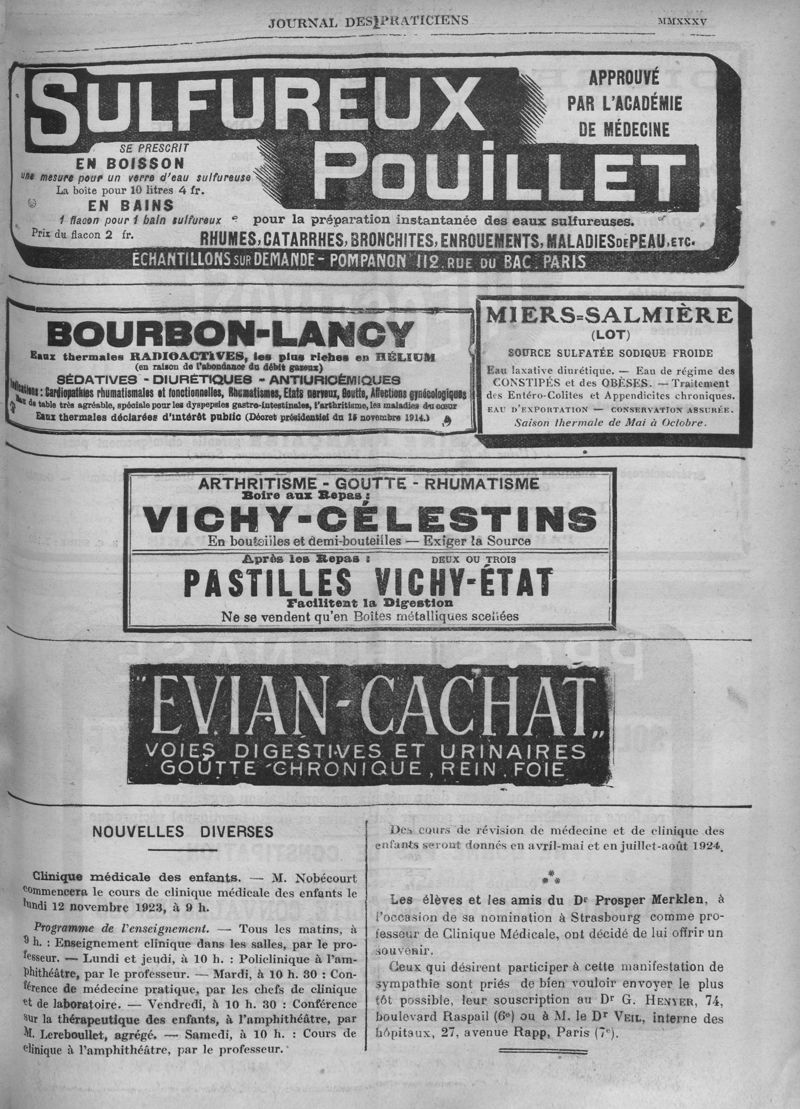 JOURNAL DES PRATICIENS
MMXXXV
SULFUREUX
POUILLET
APPROUVÉ
PAR L'ACADÉMIE
DE MÉDECINE
SE PRESCRIT
EN BOISSON
une mesure pour un verre d'eau sulfureuse
La boîte pour 10 litres 4 fr.
EN BAINS
1 flacon pour 1 bain sulfureux
Prix du flacon 2 fr.
pour la préparation instantanée des eaux sulfureuses.
RHUMES, CATARRHES, BRONCHITES, ENROUEMENTS, MALADIES DE PEAU, ETC.
ÉCHANTILLONS SUR DEMANDE - POMPANON 112, RUE DU BAC. PARIS
BOURBON-LANCY
Eaux thermales RADIOACTIVES, les plus riches en HÉLIUM
(en raison de l'abondance du débit gazeux)
SÉDATIVES - DIURÉTIQUES - ANTIURICÉMIQUES
Indications : Cardiopathies rhumatismales et fonctionnelles, Rhumatismes, Etats nerveux, Goutte, Affections gynécologiques
Eau de table très agréable, spéciale pour les dyspepsies gastro-intestinales, l'arthritisme, les maladies du cœur
Eaux thermales déclarées d'intérêt public (Décret présidentiel du 15 novembre 1914.)
MIERS=SALMIÈRE
(LOT)
SOURCE SULFATÉE SODIQUE FROIDE
Eau laxative diurétique. — Eau de régime des
CONSTIPÉS et des OBÈSES. — Traitement
des Entéro-Colites et Appendicites chroniques.
EAU D'EXPORTATION — CONSERVATION ASSURÉE.
Saison thermale de Mai à Octobre.
ARTHRITISME - GOUTTE - RHUMATISME
Boire aux Repas :
VICHY-CÉLESTINS
En bouteilles et demi-bouteilles — Exiger la Source
Après les Repas : DEUX OU TROIS
PASTILLES VICHY-ÉTAT
Facilitent la Digestion
Ne se vendent qu'en Boîtes métalliques scellées
"EVIAN-CACHAT"
VOIES DIGESTIVES ET URINAIRES
GOUTTE CHRONIQUE, REIN, FOIE
NOUVELLES DIVERSES
Clinique médicale des enfants. — M. Nobécourt
commencera le cours de clinique médicale des enfants le
lundi 12 novembre 1923, à 9 h.
Programme de l'enseignement. — Tous les matins, à
9 h. : Enseignement clinique dans les salles, par le pro-
fesseur. — Lundi et jeudi, à 10 h. : Policlinique à l'am-
phithéâtre, par le professeur. — Mardi, à 10 h. 30 : Con-
férence de médecine pratique, par les chefs de clinique
et de laboratoire. — Vendredi, à 10 h. 30 : Conférence
sur la thérapeutique des enfants, à l'amphithéâtre, par
M. Lereboullet, agrégé. — Samedi, à 10 h. : Cours de
clinique à l'amphithéâtre, par le professeur.
Des cours de révision de médecine et de clinique des
enfants seront donnés en avril-mai et en juillet-août 1924.
* * *
Les élèves et les amis du Dr Prosper Merklen, à
l'occasion de sa nomination à Strasbourg comme pro-
fesseur de Clinique Médicale, ont décidé de lui offrir un
souvenir.
Ceux qui désirent participer à cette manifestation de
sympathie sont priés de bien vouloir envoyer le plus
tôt possible, leur souscription au Dr G. HEUYER, 74,
boulevard Raspail (6e) ou à M. le Dr VEIL, interne des
hôpitaux, 27, avenue Rapp, Paris (7e).